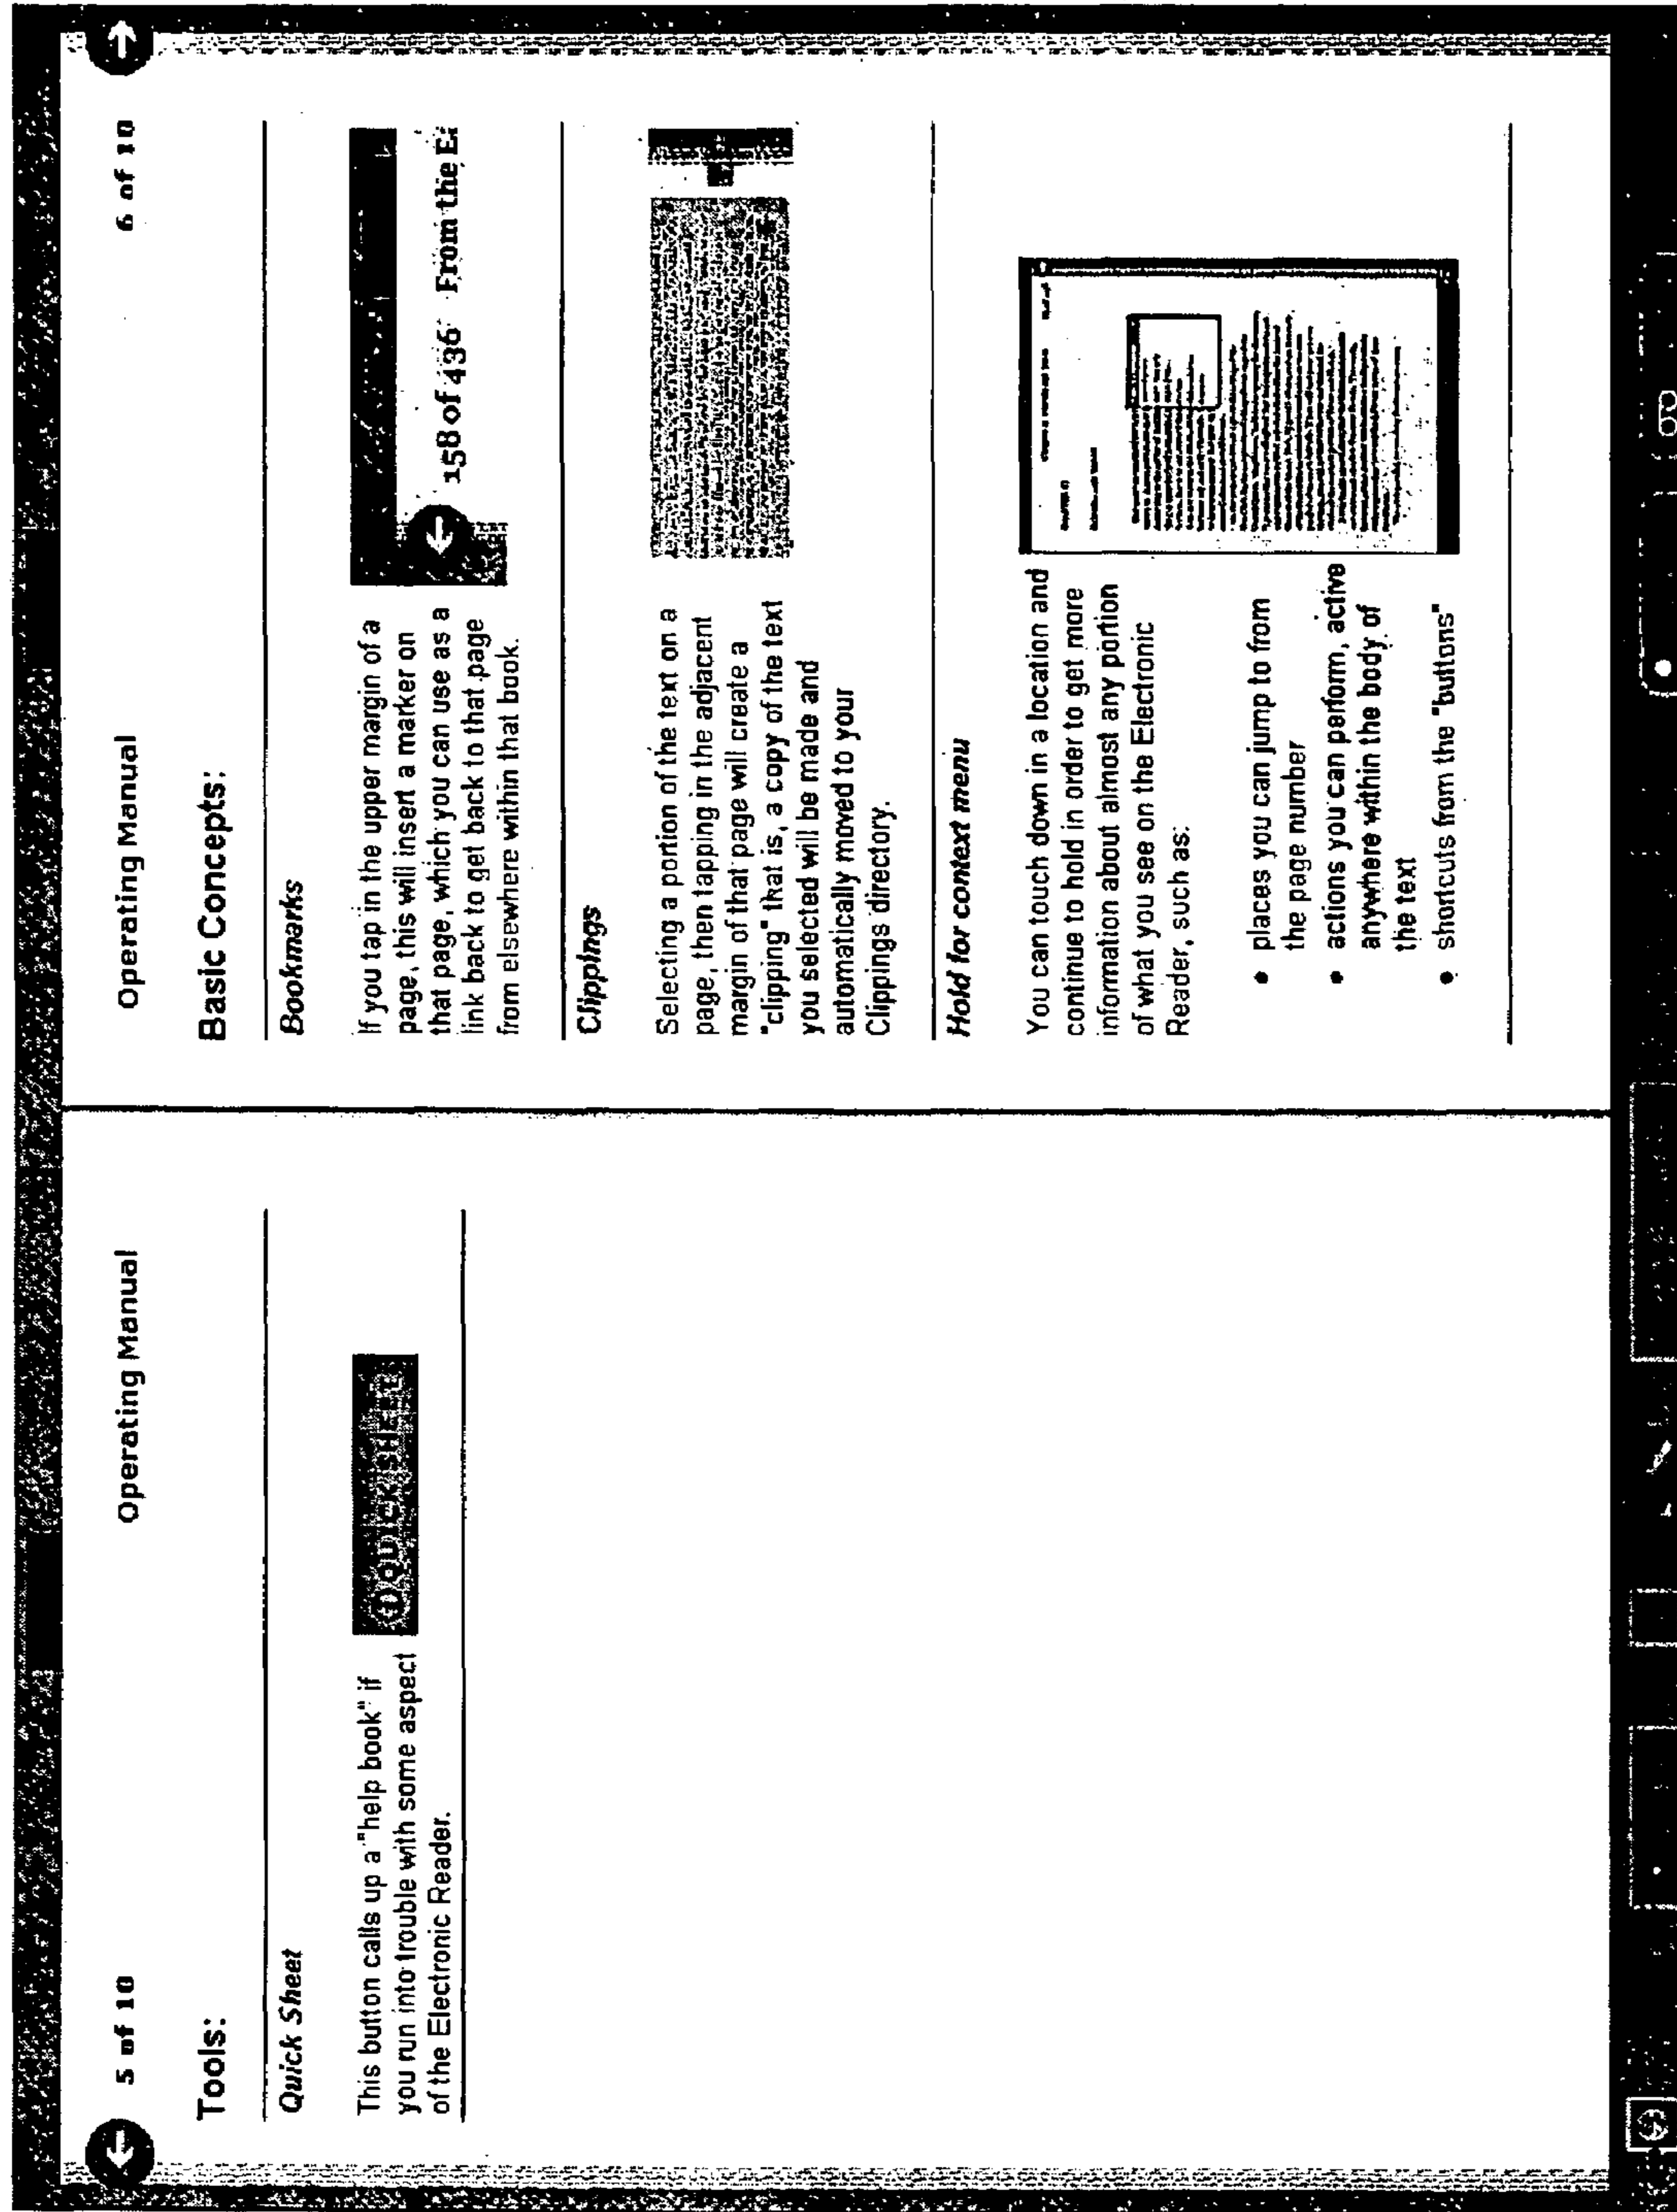 5 of 10
Operating Manual
Tools:
Quick Sheet
This button calls up a "help book" if
you run into trouble with some aspect
of the Electronic Reader.
Operating Manual
6 of 10
Basic Concepts:
Bookmarks
If you tap in the upper margin of a
page, this will insert a marker on
that page, which you can use as a
link back to get back to that page
from elsewhere within that book.
158 of 436 From the E
Clippings
Selecting a portion of the text on a
page, then tapping in the adjacent
margin of that page will create a
"clipping" that is, a copy of the text
you selected will be made and
automatically moved to your
Clippings directory.
Hold for context menu
You can touch down in a location and
continue to hold in order to get more
information about almost any portion
of what you see on the Electronic
Reader, such as:
• places you can jump to from
the page number
• actions you can perform, active
anywhere within the body of
the text
• shortcuts from the "buttons"